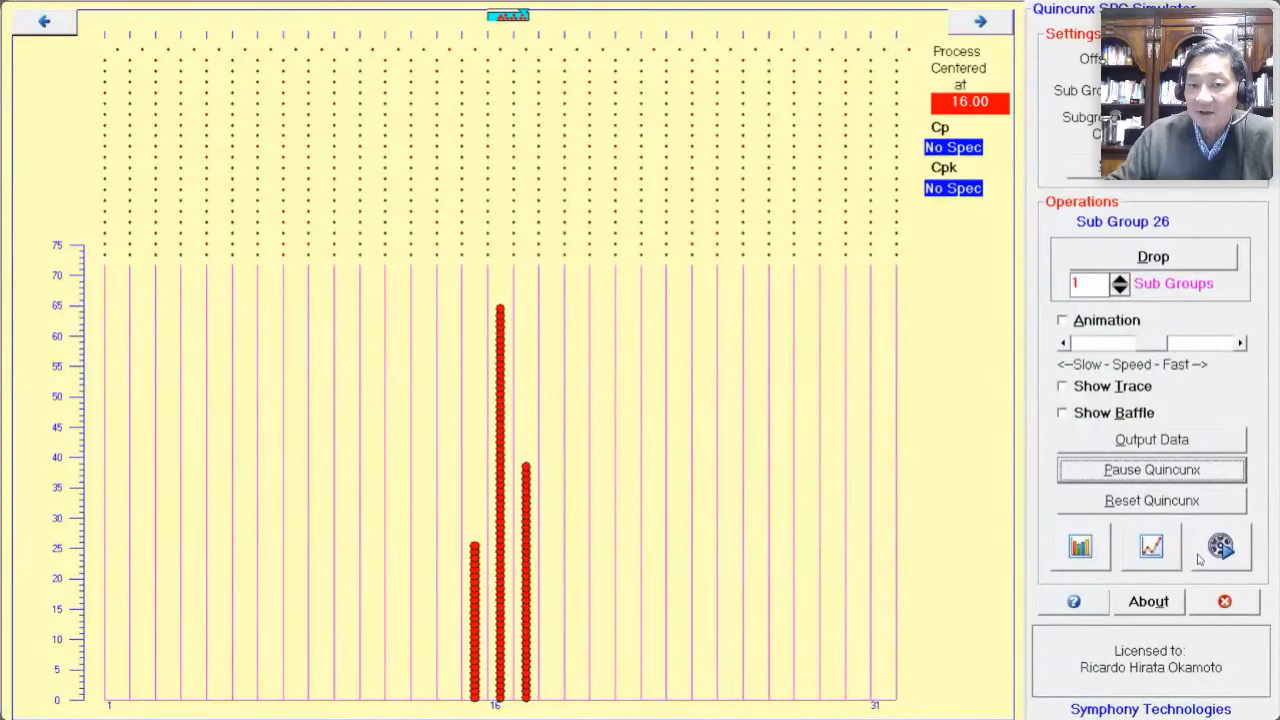 Quincunx SPC Simulator
Settings
Process
Centered
at
16.00
Cp
No Spec
Cpk
No Spec
Operations
Sub Group 26
Drop
1 Sub Groups
Animation
<--Slow - Speed - Fast -->
Show Trace
Show Baffle
Output Data
Pause Quincunx
Reset Quincunx
About
Licensed to:
Ricardo Hirata Okamoto
Symphony Technologies
75
70
65
60
55
50
45
40
35
30
25
20
15
10
5
0
1 16 31